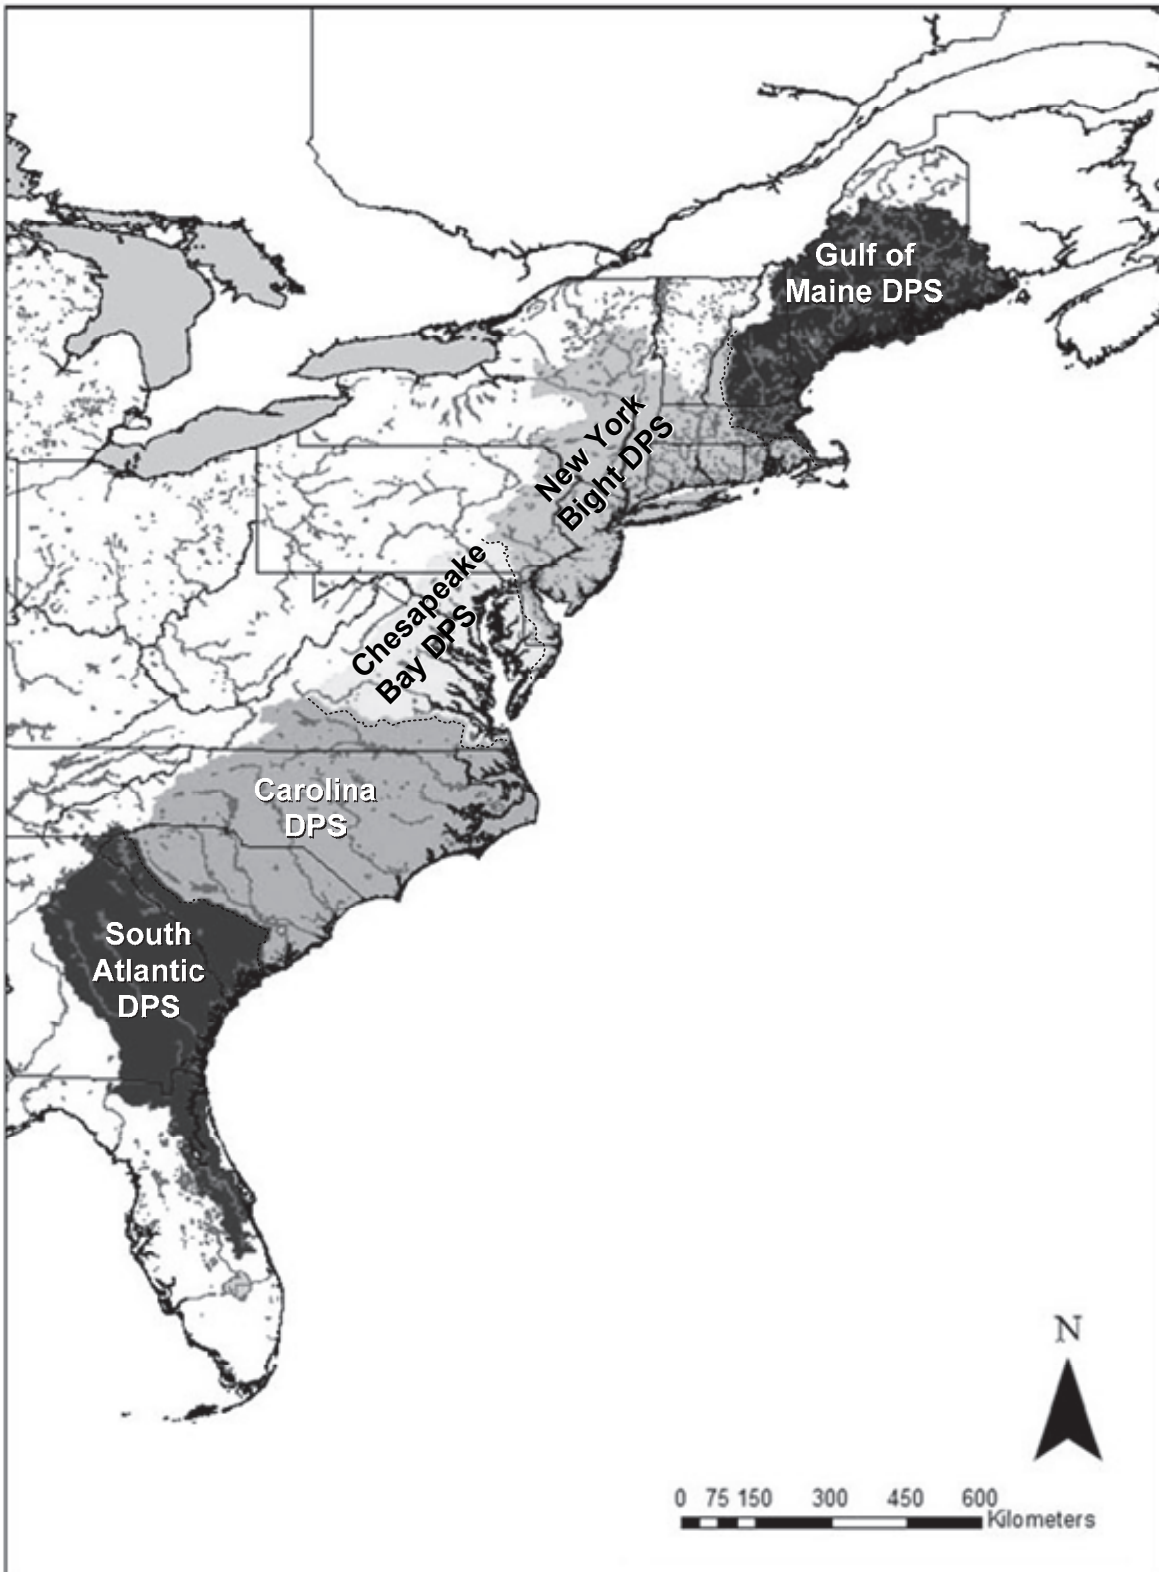 Gulf of
Maine DPS
New York
Bight DPS
Chesapeake
Bay DPS
Carolina
DPS
South
Atlantic
DPS
N
0 75 150 300 450 600
Kilometers